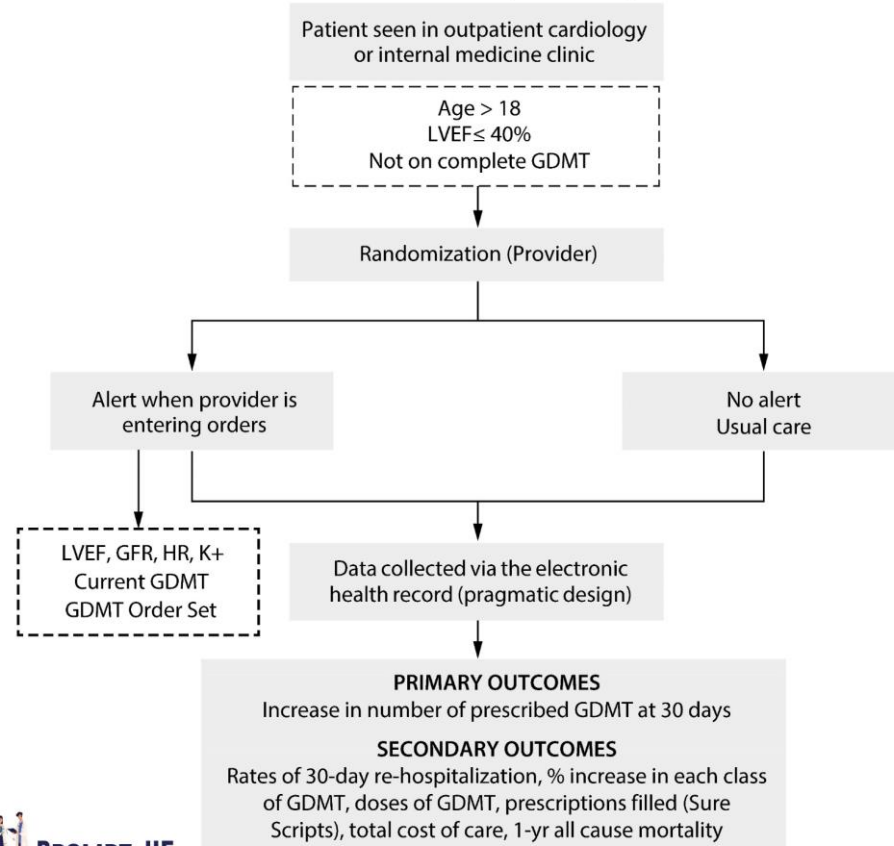 Patient seen in outpatient cardiology
or internal medicine clinic
Age > 18
LVEF≤ 40%
Not on complete GDMT
Randomization (Provider)
Alert when provider is
entering orders
No alert
Usual care
LVEF, GFR, HR, K+
Current GDMT
GDMT Order Set
Data collected via the electronic
health record (pragmatic design)
PRIMARY OUTCOMES
Increase in number of prescribed GDMT at 30 days
SECONDARY OUTCOMES
Rates of 30-day re-hospitalization, % increase in each class
of GDMT, doses of GDMT, prescriptions filled (Sure
Scripts), total cost of care, 1-yr all cause mortality